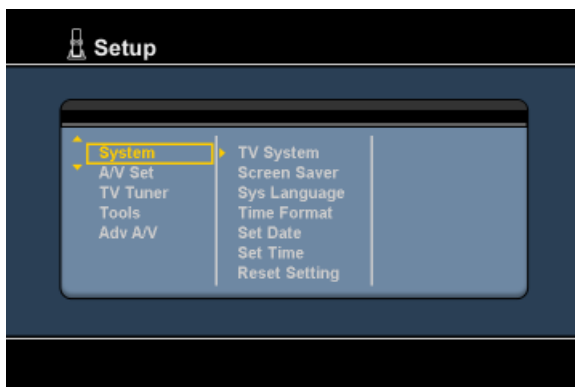 Setup
System
A/V Set
TV Tuner
Tools
Adv A/V
TV System
Screen Saver
Sys Language
Time Format
Set Date
Set Time
Reset Setting